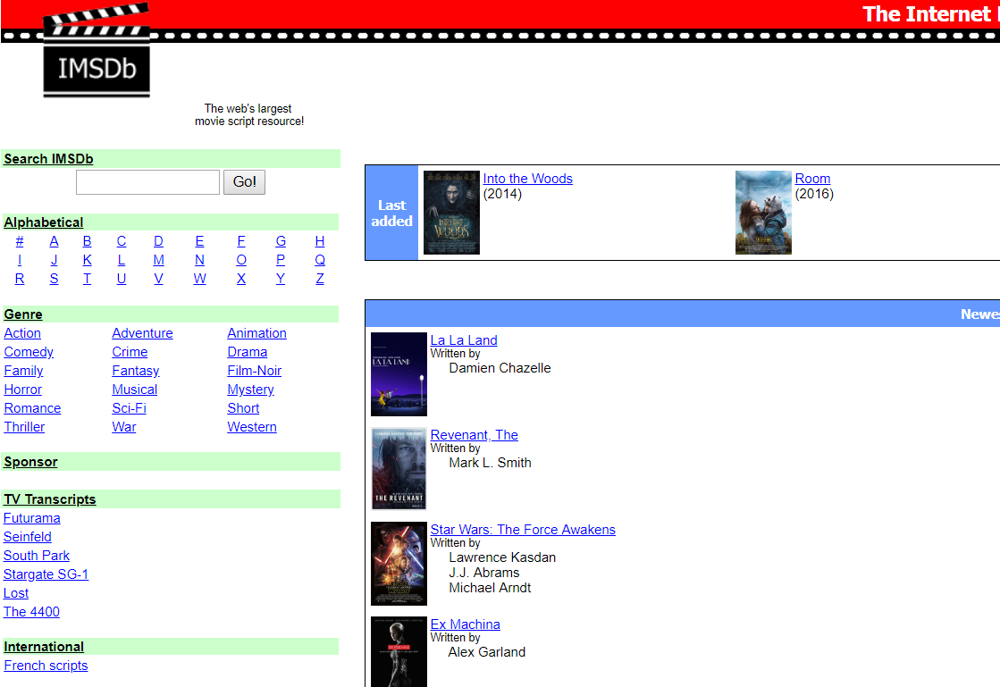 The Internet
IMSDb
The web's largest
movie script resource!
Search IMSDb
Go!
Alphabetical
# A B C D E F G H
I J K L M N O P Q
R S T U V W X Y Z
Genre
Action Adventure Animation
Comedy Crime Drama
Family Fantasy Film-Noir
Horror Musical Mystery
Romance Sci-Fi Short
Thriller War Western
Sponsor
TV Transcripts
Futurama
Seinfeld
South Park
Stargate SG-1
Lost
The 4400
International
French scripts
Last
added
INTO THE
WOODS
Into the Woods
(2014)
ROOM
Room
(2016)
Newes
LA LA LAND
La La Land
Written by
Damien Chazelle
THE REVENANT
Revenant, The
Written by
Mark L. Smith
Star Wars: The Force Awakens
Written by
Lawrence Kasdan
J.J. Abrams
Michael Arndt
Ex Machina
Written by
Alex Garland